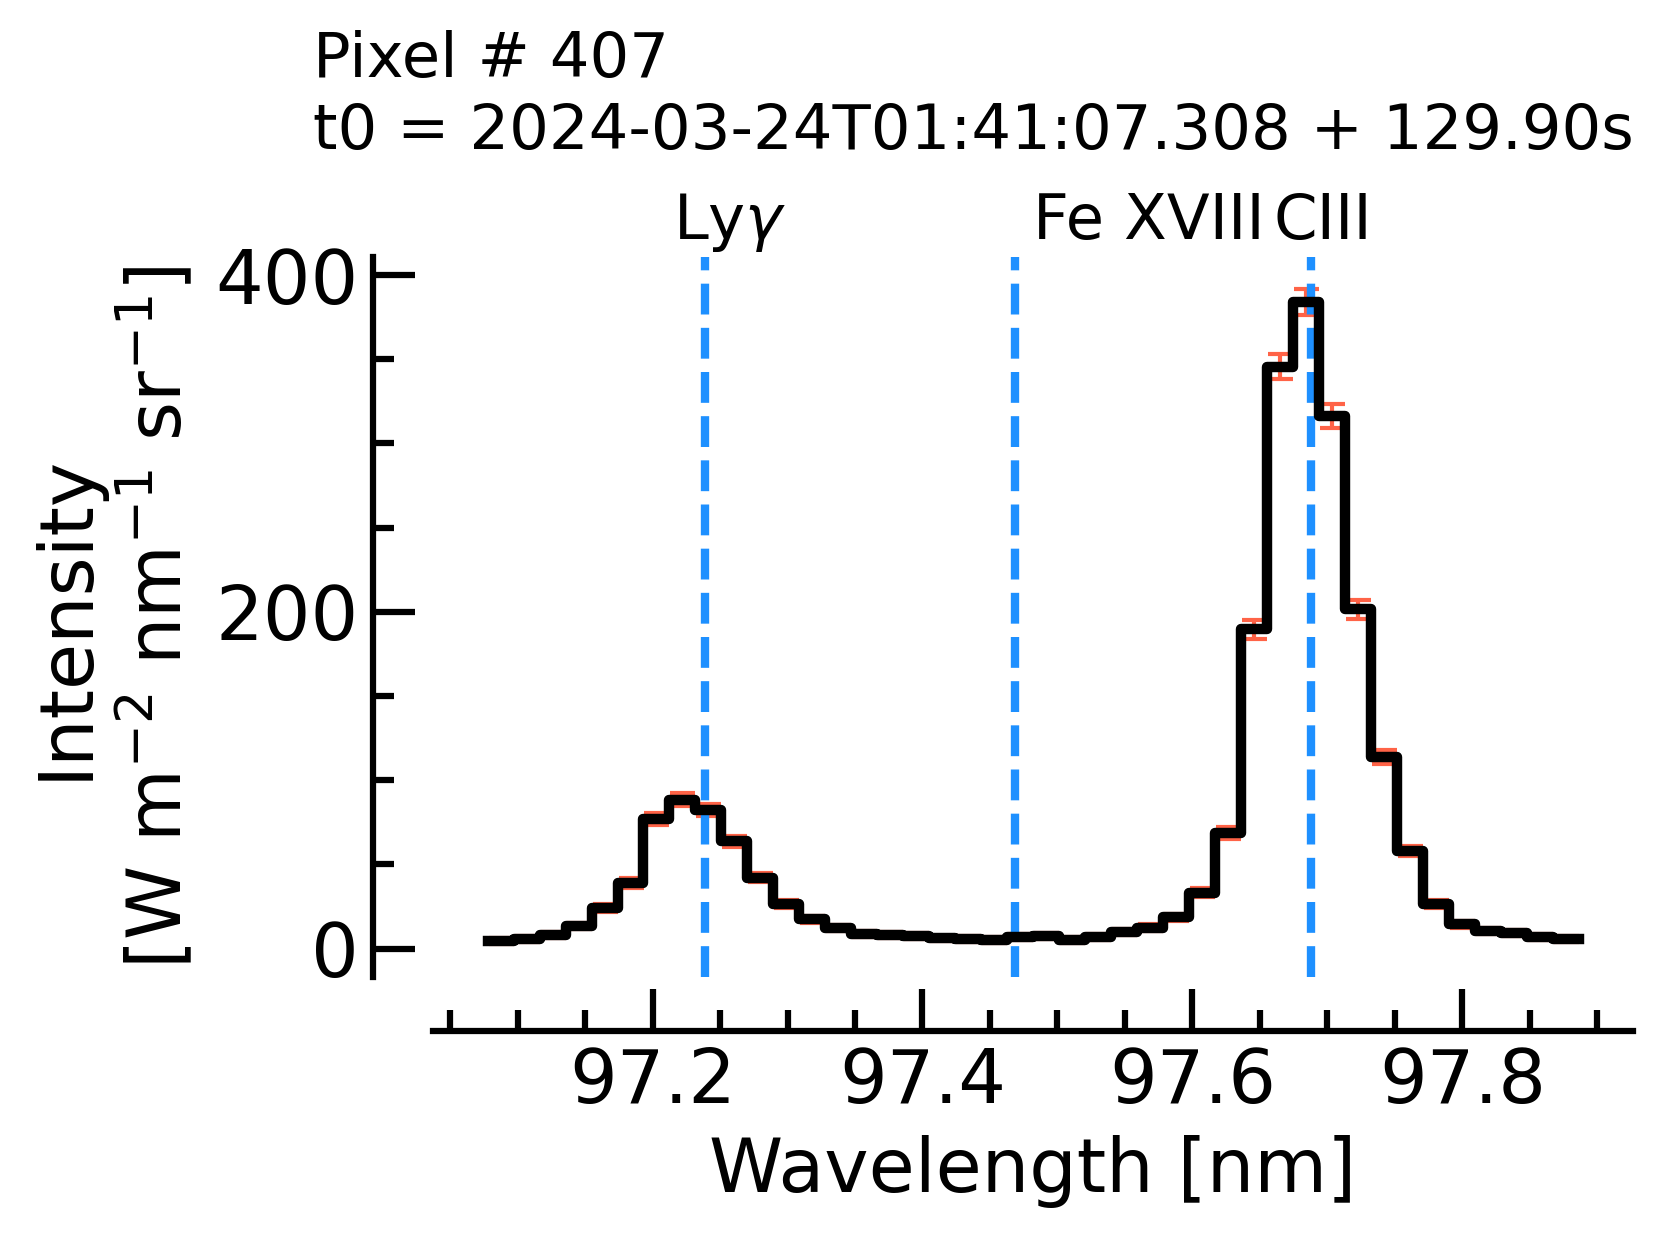 Pixel # 407
t0 = 2024-03-24T01:41:07.308 + 129.90s
Lyγ Fe XVIII CIII
Intensity
[W m⁻² nm⁻¹ sr⁻¹]
400
200
0
97.2 97.4 97.6 97.8
Wavelength [nm]